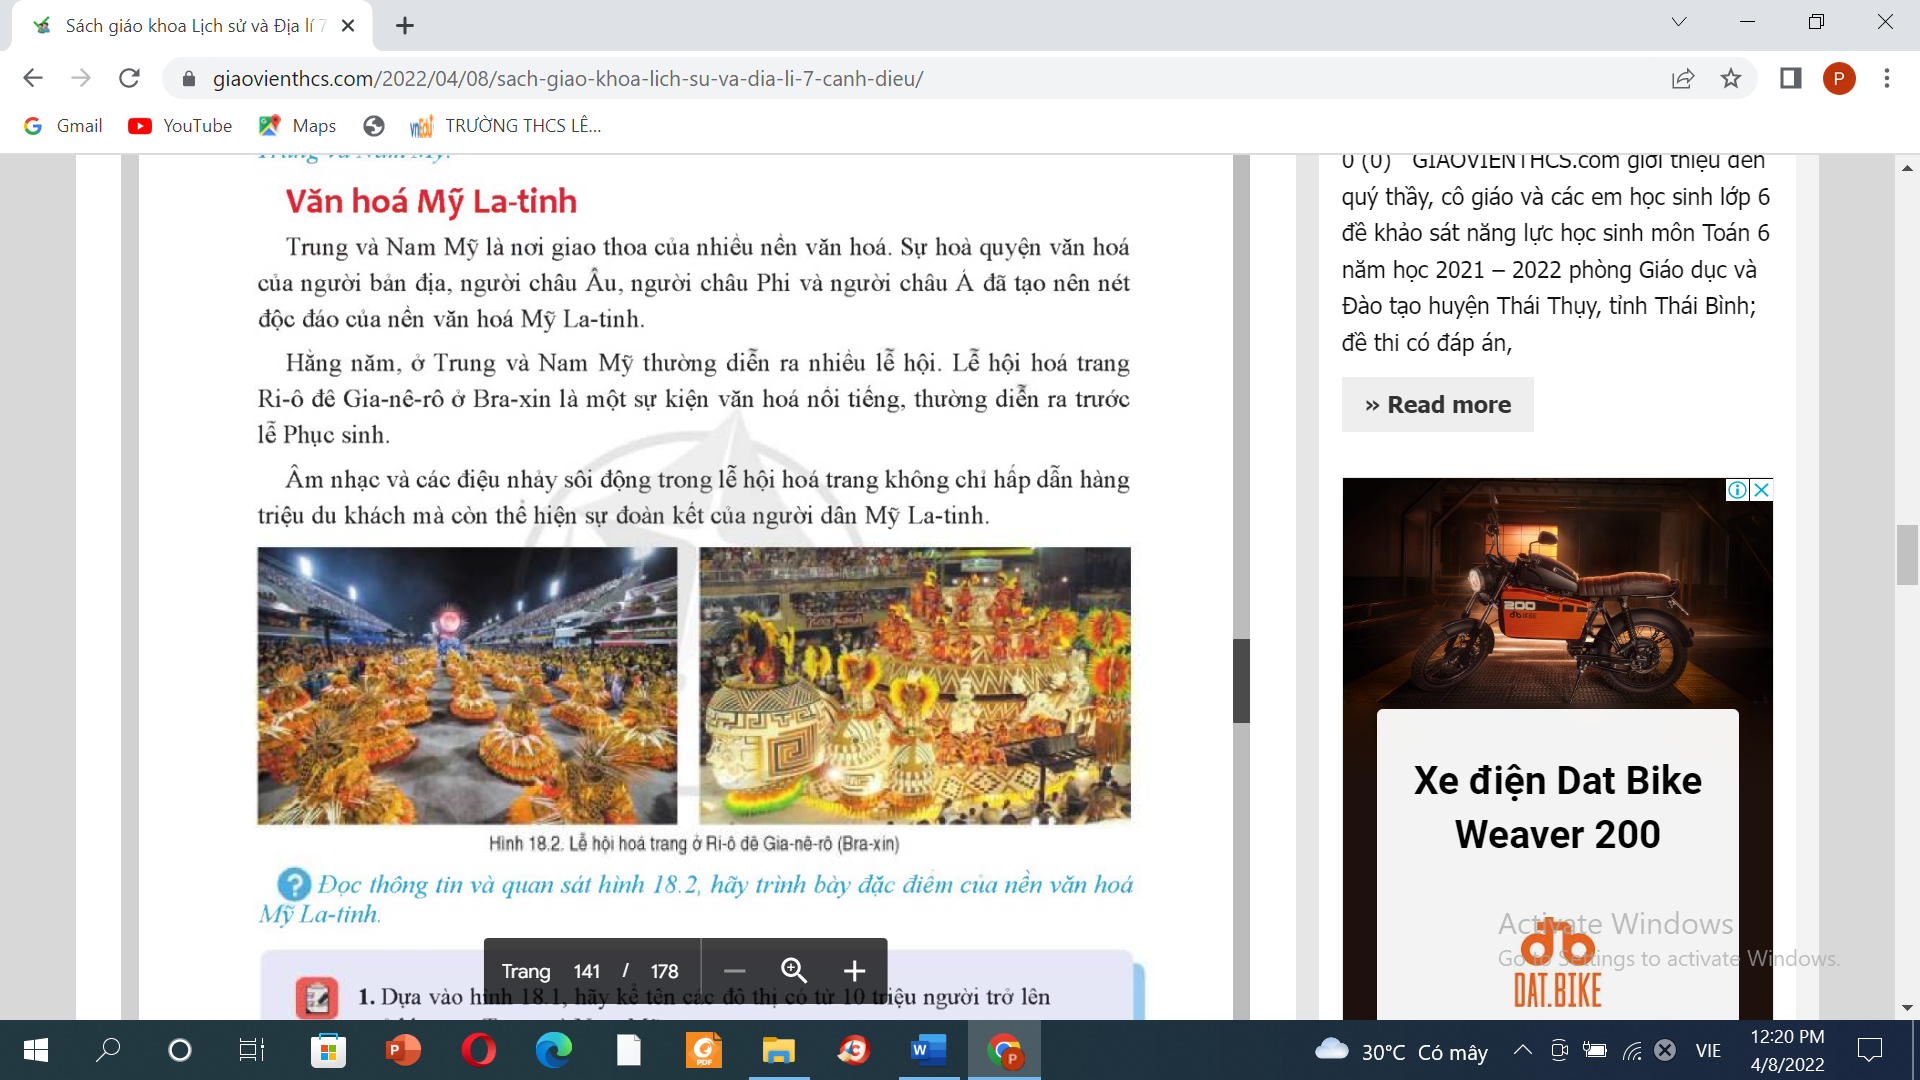 Sách giáo khoa Lịch sử và Địa lí 7
giaovienthcs.com/2022/04/08/sach-giao-khoa-lich-su-va-dia-li-7-canh-dieu/
P
Gmail
YouTube
Maps
TRƯỜNG THCS LÊ...
Trung và Nam Mỹ.
Văn hoá Mỹ La-tinh
Trung và Nam Mỹ là nơi giao thoa của nhiều nền văn hoá. Sự hoà quyện văn hoá
của người bản địa, người châu Âu, người châu Phi và người châu Á đã tạo nên nét
độc đáo của nền văn hoá Mỹ La-tinh.
Hằng năm, ở Trung và Nam Mỹ thường diễn ra nhiều lễ hội. Lễ hội hoá trang
Ri-ô đê Gia-nê-rô ở Bra-xin là một sự kiện văn hoá nổi tiếng, thường diễn ra trước
lễ Phục sinh.
Âm nhạc và các điệu nhảy sôi động trong lễ hội hoá trang không chỉ hấp dẫn hàng
triệu du khách mà còn thể hiện sự đoàn kết của người dân Mỹ La-tinh.
Hình 18.2. Lễ hội hoá trang ở Ri-ô đê Gia-nê-rô (Bra-xin)
? Đọc thông tin và quan sát hình 18.2, hãy trình bày đặc điểm của nền văn hoá
Mỹ La-tinh.
Trang 141 / 178
1. Dựa vào hình 18.1, hãy kể tên các đô thị có từ 10 triệu người trở lên
0 (0) GIAOVIENTHCS.com giới thiệu đến
quý thầy, cô giáo và các em học sinh lớp 6
đề khảo sát năng lực học sinh môn Toán 6
năm học 2021 – 2022 phòng Giáo dục và
Đào tạo huyện Thái Thụy, tỉnh Thái Bình;
đề thi có đáp án,
» Read more
200
Xe điện Dat Bike
Weaver 200
db
DAT.BIKE
Activate Windows
Go to Settings to activate Windows.
30°C Có mây
VIE
12:20 PM
4/8/2022